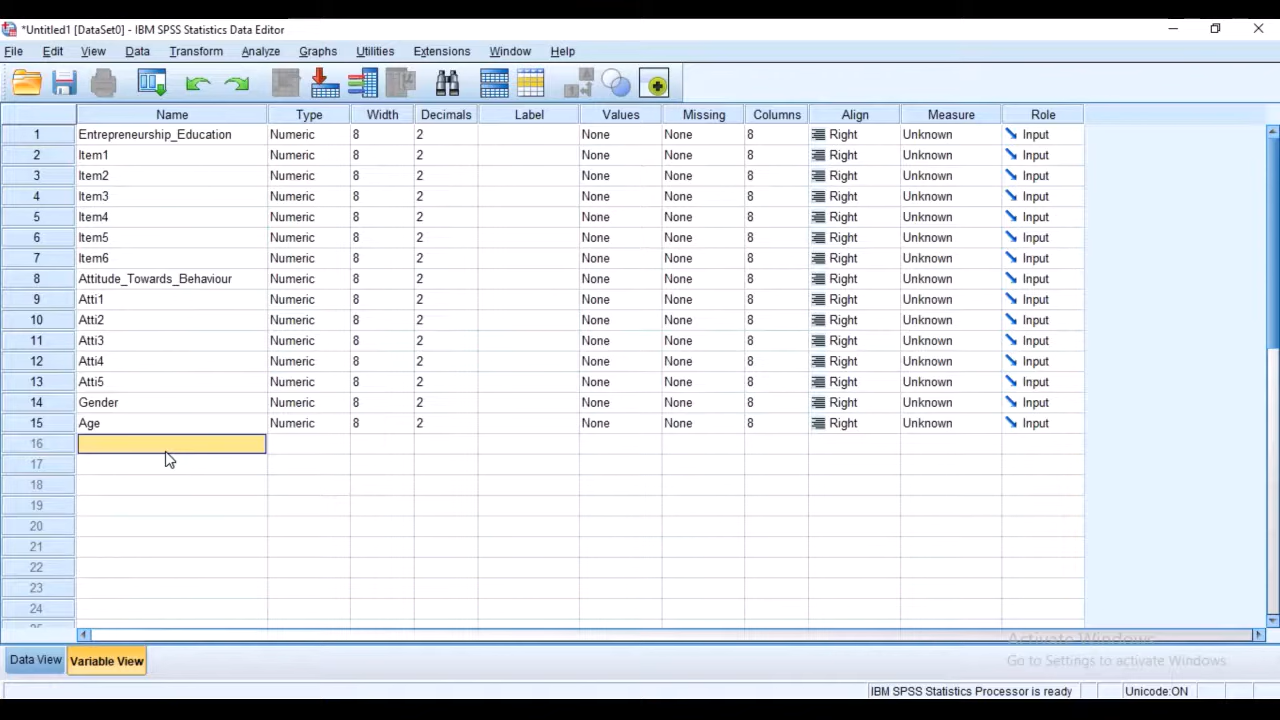 *Untitled1 [DataSet0] - IBM SPSS Statistics Data Editor
File Edit View Data Transform Analyze Graphs Utilities Extensions Window Help
Name Type Width Decimals Label Values Missing Columns Align Measure Role
1 Entrepreneurship_Education Numeric 8 2 None None 8 Right Unknown Input
2 Item1 Numeric 8 2 None None 8 Right Unknown Input
3 Item2 Numeric 8 2 None None 8 Right Unknown Input
4 Item3 Numeric 8 2 None None 8 Right Unknown Input
5 Item4 Numeric 8 2 None None 8 Right Unknown Input
6 Item5 Numeric 8 2 None None 8 Right Unknown Input
7 Item6 Numeric 8 2 None None 8 Right Unknown Input
8 Attitude_Towards_Behaviour Numeric 8 2 None None 8 Right Unknown Input
9 Atti1 Numeric 8 2 None None 8 Right Unknown Input
10 Atti2 Numeric 8 2 None None 8 Right Unknown Input
11 Atti3 Numeric 8 2 None None 8 Right Unknown Input
12 Atti4 Numeric 8 2 None None 8 Right Unknown Input
13 Atti5 Numeric 8 2 None None 8 Right Unknown Input
14 Gender Numeric 8 2 None None 8 Right Unknown Input
15 Age Numeric 8 2 None None 8 Right Unknown Input
16
17
18
19
20
21
22
23
24
Activate Windows
Go to Settings to activate Windows.
Data View Variable View
IBM SPSS Statistics Processor is ready Unicode:ON